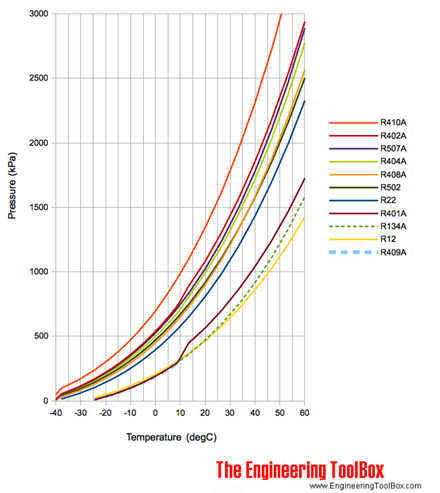 3000
2500
2000
1500
1000
500
0
Pressure (kPa)
-40 -30 -20 -10 0 10 20 30 40 50 60
Temperature (degC)
R410A
R402A
R507A
R404A
R408A
R502
R22
R401A
R134A
R12
R409A
The Engineering ToolBox
www.EngineeringToolBox.com